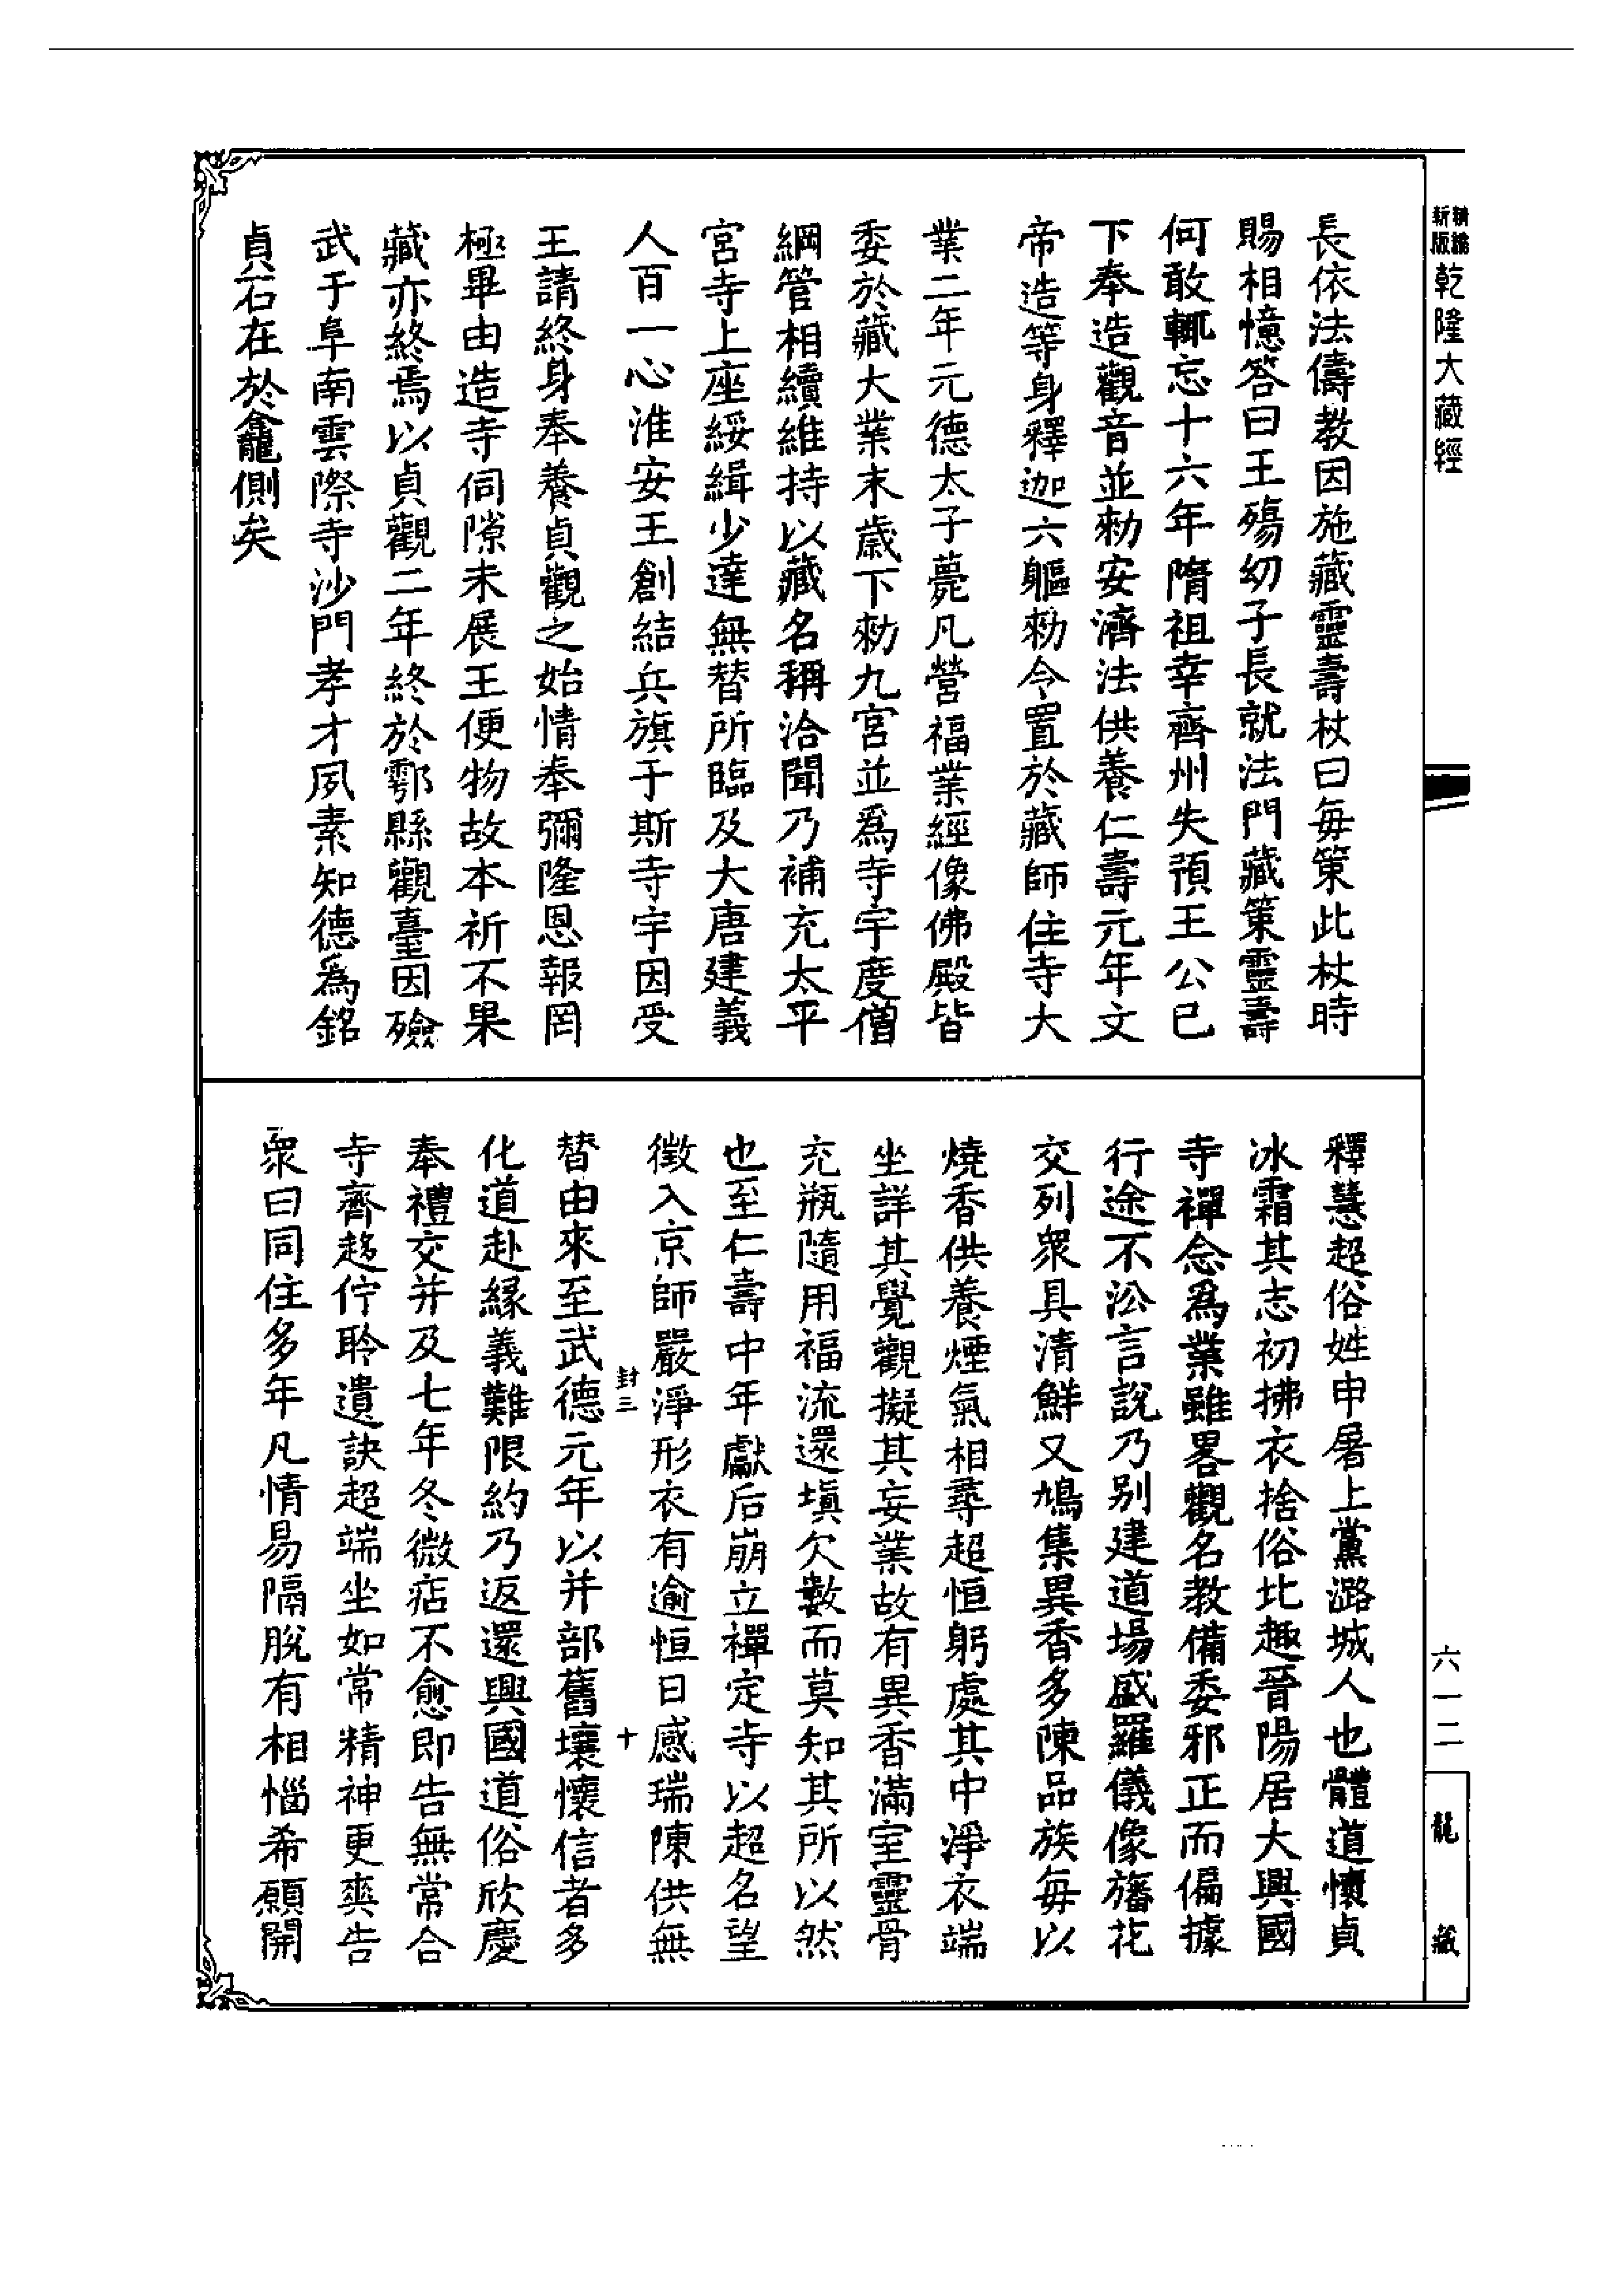 新編
新版
乾隆大藏經
長依法儔教因施藏靈壽杖曰每策此杖時
賜相憶答曰王殤幼子長就法門藏策靈壽
何敢輒忘十六年隋祖幸齊州失預王公已
下奉造觀音並勑安濟法供養仁壽元年文
帝造等身釋迦六軀勑令置於藏師住寺大
業二年元德太子薨凡營福業經像佛殿皆
委於藏大業末歲下勑九宮並爲寺宇度僧
綱管相續維持以藏名稱洽聞乃補充太平
宮寺上座綏緝少達無替所臨及大唐建義
人百一心淮安王創結兵旗于斯寺宇因受
王請終身奉養貞觀之始情奉彌隆恩報罔
極畢由造寺伺隙未展王便物故本祈不果
藏亦終焉以貞觀二年終於鄠縣觀臺因殮
武于阜南雲際寺沙門孝才夙素知德爲銘
貞石在於龕側矣
釋慧超俗姓申屠上黨潞城人也體道懷貞
冰霜其志初拂衣捨俗北趣晉陽居大興國
寺禪念爲業雖畧觀名教備委邪正而偏據
行途不訟言說乃别建道場盛羅儀像旛花
交列衆具清鮮又鳩集異香多陳品族每以
燒香供養煙氣相尋超恒躬處其中淨衣端
坐詳其覺觀擬其妄業故有異香滿室靈骨
充瓶隨用福流還塡欠數而莫知其所以然
也至仁壽中年獻后崩立禪定寺以超名望
徵入京師嚴淨形衣有逾恒日感瑞陳供無
封三
十
替由來至武德元年以并部舊壤懷信者多
化道赴緣義難限約乃返還興國道俗欣慶
奉禮交并及七年冬微痁不愈即告無常合
寺齊趍佇聆遺訣超端坐如常精神更爽告
衆曰同住多年凡情易隔脫有相惱希願開
六一二
龍藏